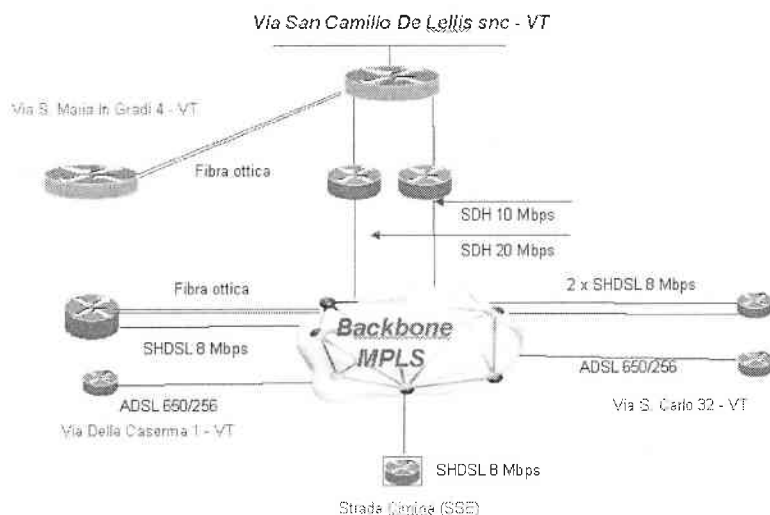 Via San Camillo De Lellis snc - VT
Via S. Maria in Gradi 4 - VT
Fibra ottica
SDH 10 Mbps
SDH 20 Mbps
Fibra ottica
2 x SHDSL 8 Mbps
Backbone
MPLS
SHDSL 8 Mbps
ADSL 650/256
ADSL 650/256
Via Della Caserma 1 - VT
Via S. Carlo 32 - VT
SHDSL 8 Mbps
Strada Cimina (SSE)